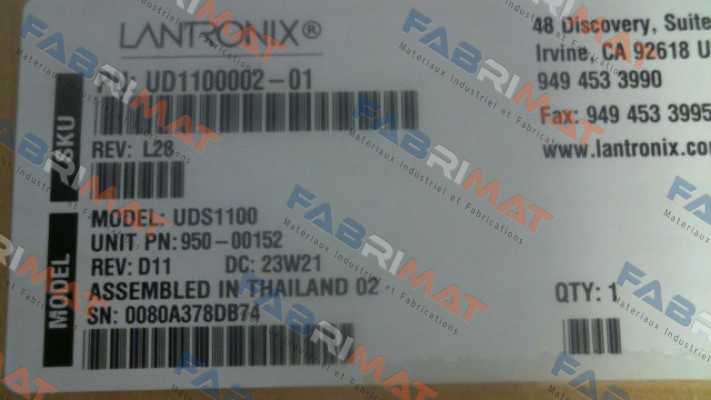 LANTRONIX®
48 Discovery, Suite
Irvine, CA 92618 U
949 453 3990
Fax: 949 453 3995
www.lantronix.com
SKU
UD1100002-01
REV: L28
MODEL
MODEL: UDS1100
UNIT PN: 950-00152
REV: D11 DC: 23W21
ASSEMBLED IN THAILAND 02
SN: 0080A378DB74
QTY: 1
FABRIMAT
Materiaux Industriel et Fabrications